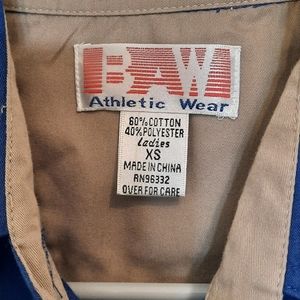 BAW
Athletic Wear
60% COTTON
40% POLYESTER
ladies
XS
MADE IN CHINA
RN96332
OVER FOR CARE